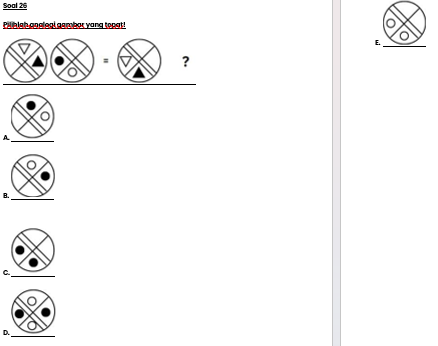 Soal 26
Pilihlah analogi gambar yang tepat!
= ?
A.
B.
C.
D.
E.